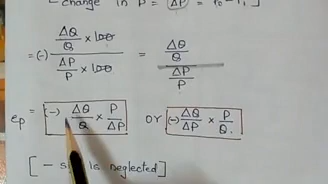 [change in P = ΔP = P₀ - P₁]
= (-) ΔQ/Q × 100 / ΔP/P × 100 = ΔQ/Q / ΔP/P
eₚ = (-) ΔQ/Q × P/ΔP OR (-) ΔQ/ΔP × P/Q.
[ - is neglected]